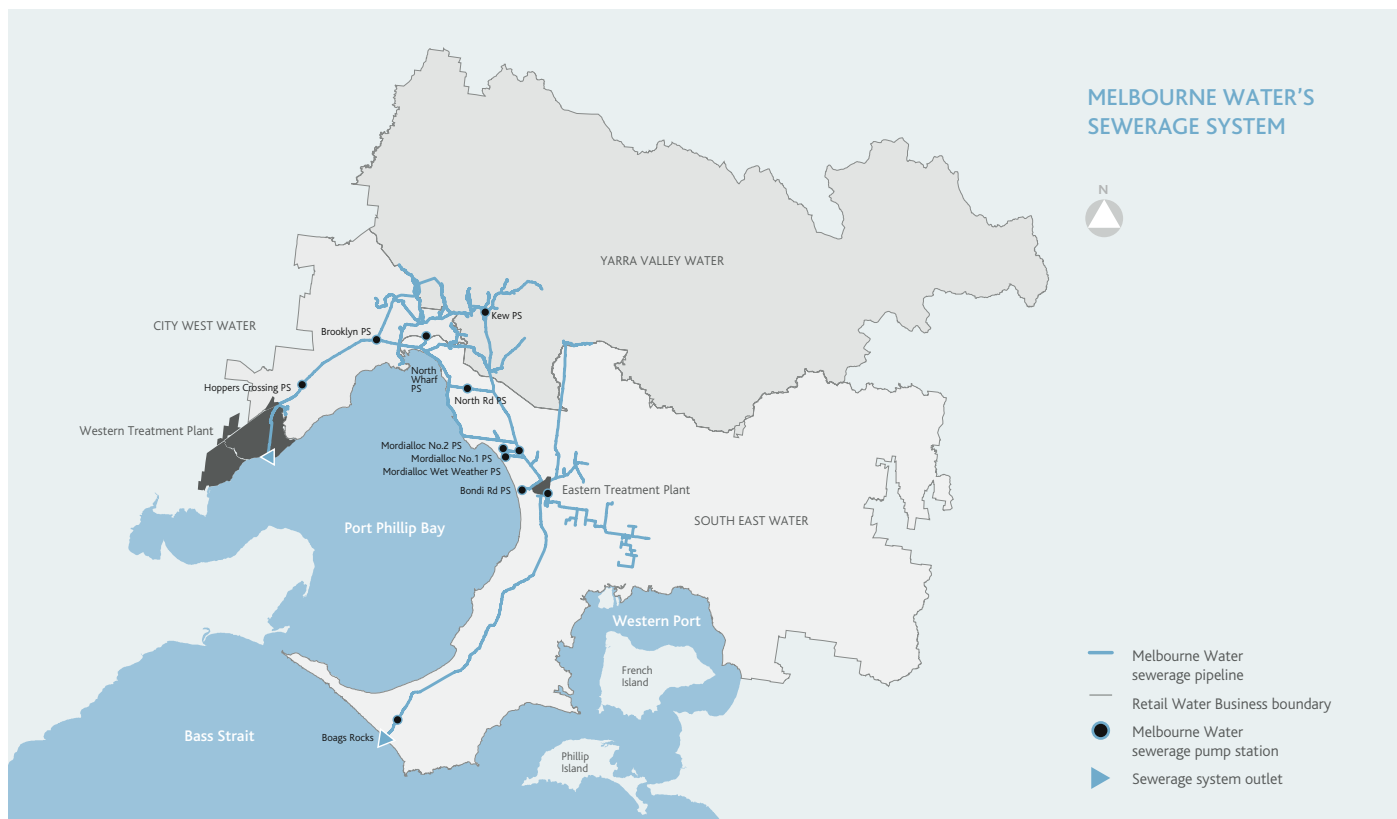 MELBOURNE WATER'S
SEWERAGE SYSTEM
N
YARRA VALLEY WATER
CITY WEST WATER
Kew PS
Brooklyn PS
North
Wharf
PS
Hoppers Crossing PS
North Rd PS
Western Treatment Plant
Mordialloc No.2 PS
Mordialloc No.1 PS
Mordialloc Wet Weather PS
Bondi Rd PS
Eastern Treatment Plant
SOUTH EAST WATER
Port Phillip Bay
Western Port
French
Island
Bass Strait
Boags Rocks
Phillip
Island
Melbourne Water
sewerage pipeline
Retail Water Business boundary
Melbourne Water
sewerage pump station
Sewerage system outlet